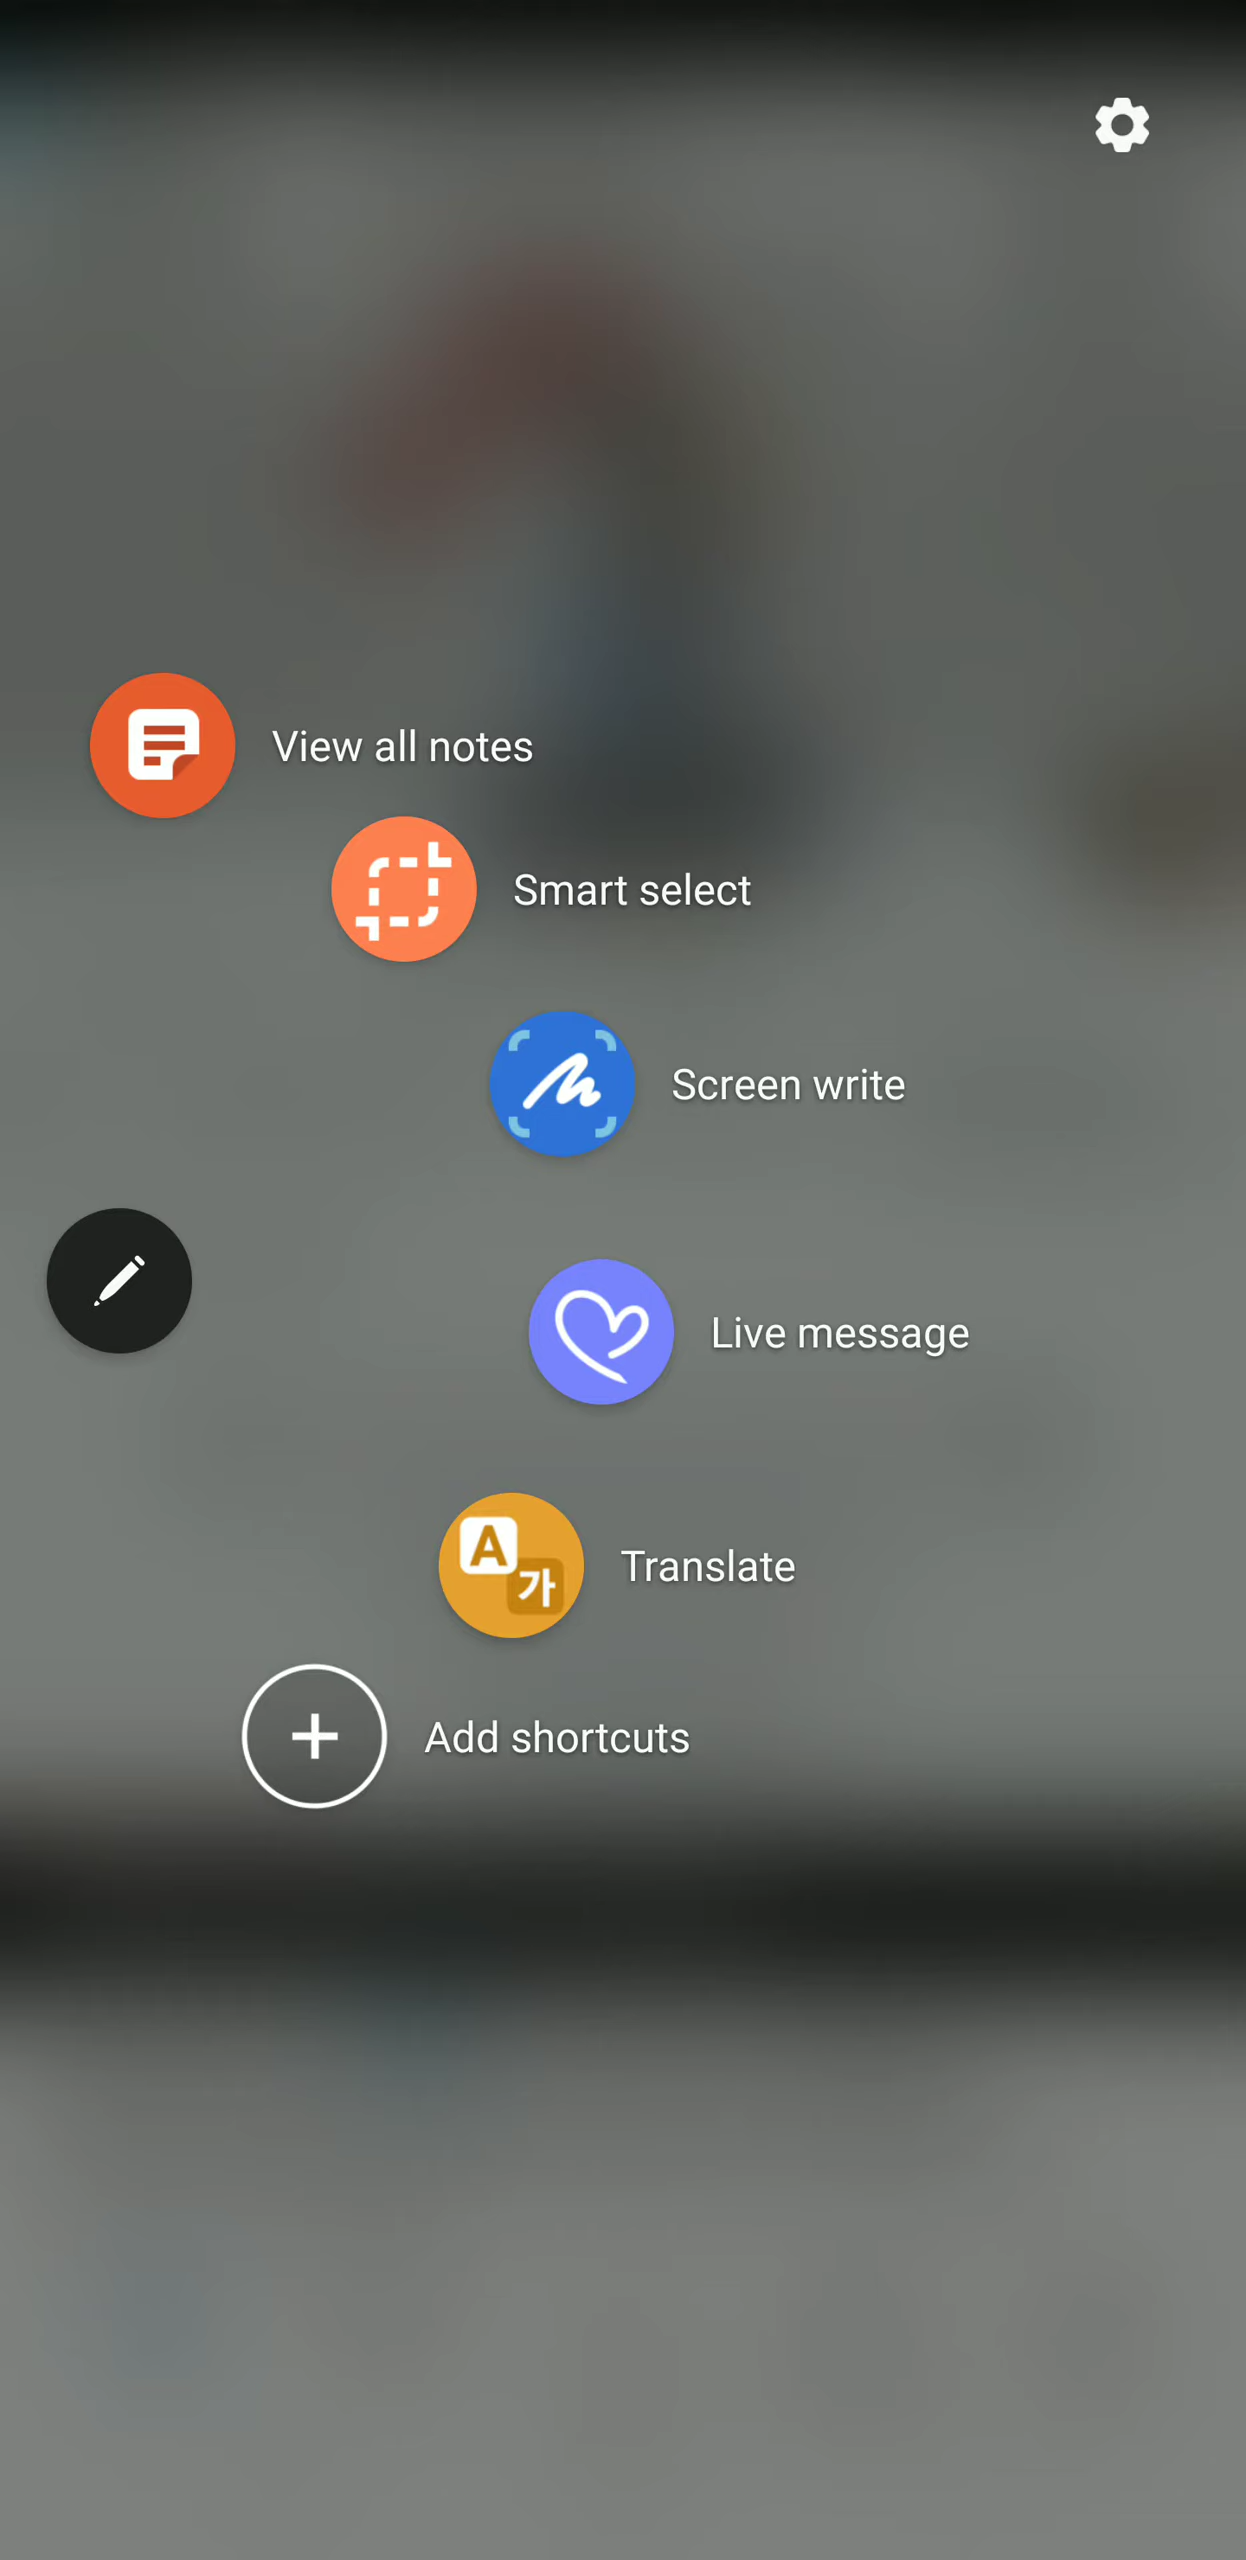 View all notes
Smart select
Screen write
Live message
A
가
Translate
Add shortcuts